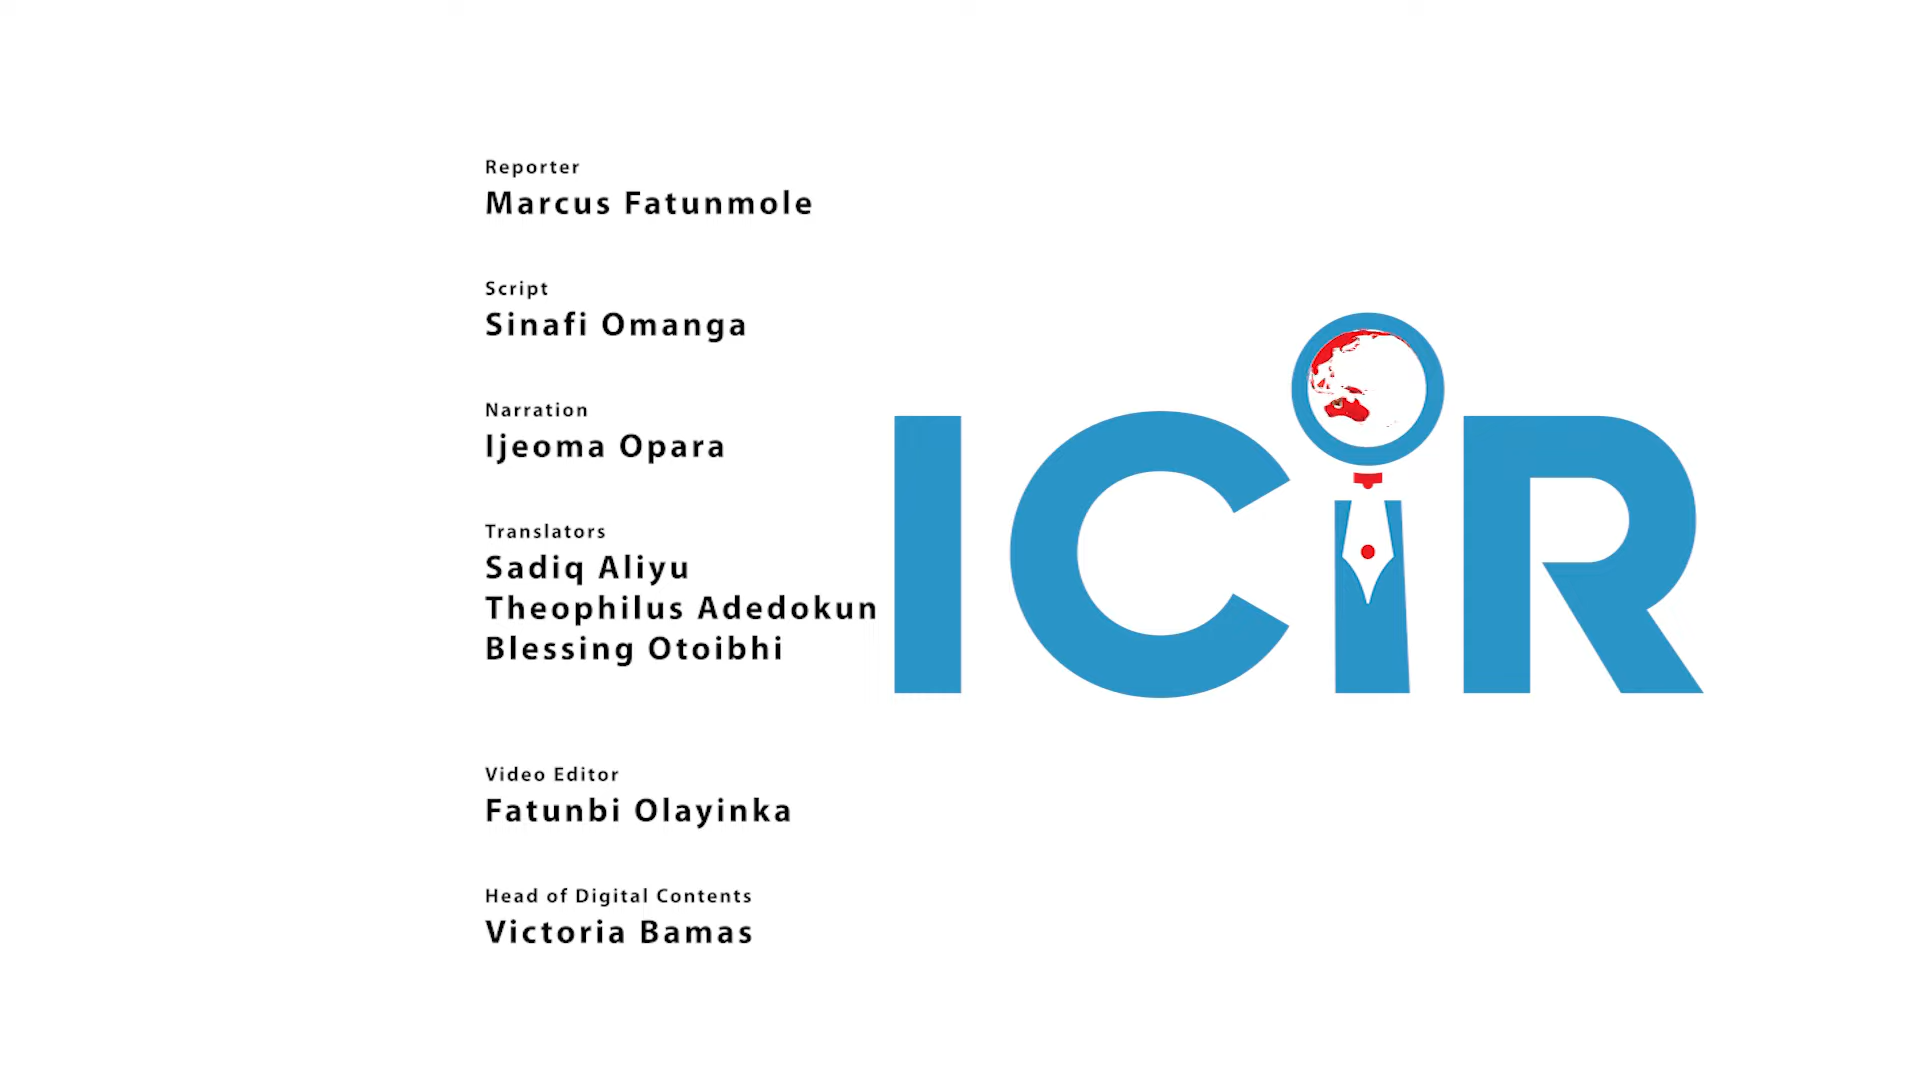 Reporter
Marcus Fatunmole
Script
Sinafi Omanga
Narration
Ijeoma Opara
Translators
Sadiq Aliyu
Theophilus Adedokun
Blessing Otoibhi
Video Editor
Fatunbi Olayinka
Head of Digital Contents
Victoria Bamas
ICiR